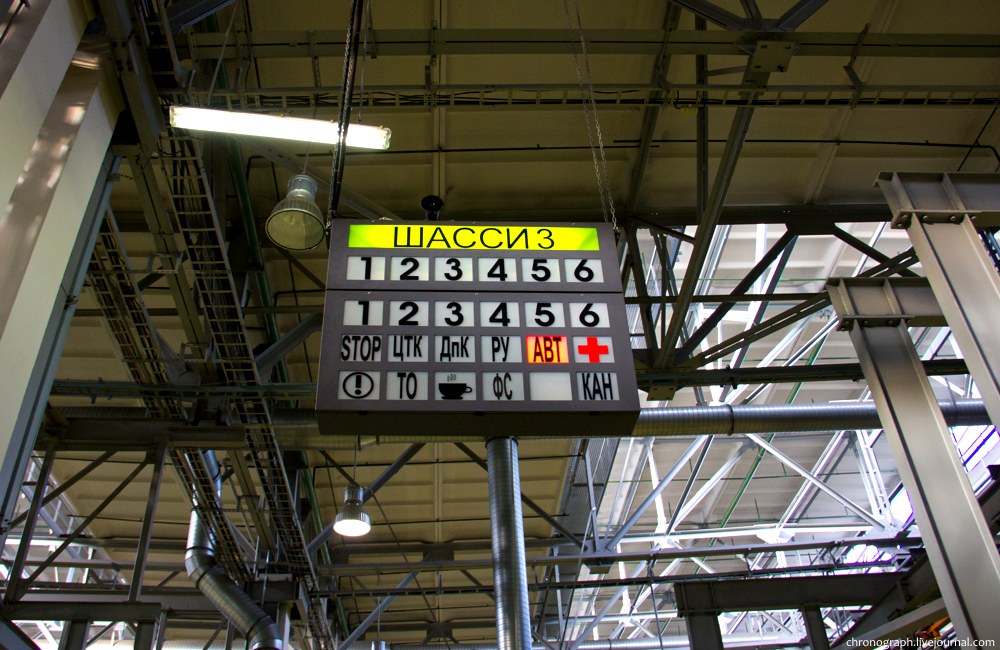 ШАССИ 3
1 2 3 4 5 6
1 2 3 4 5 6
STOP ЦТК ДпК РУ АВТ
! ТО ФС КАН
chronograph.livejournal.com